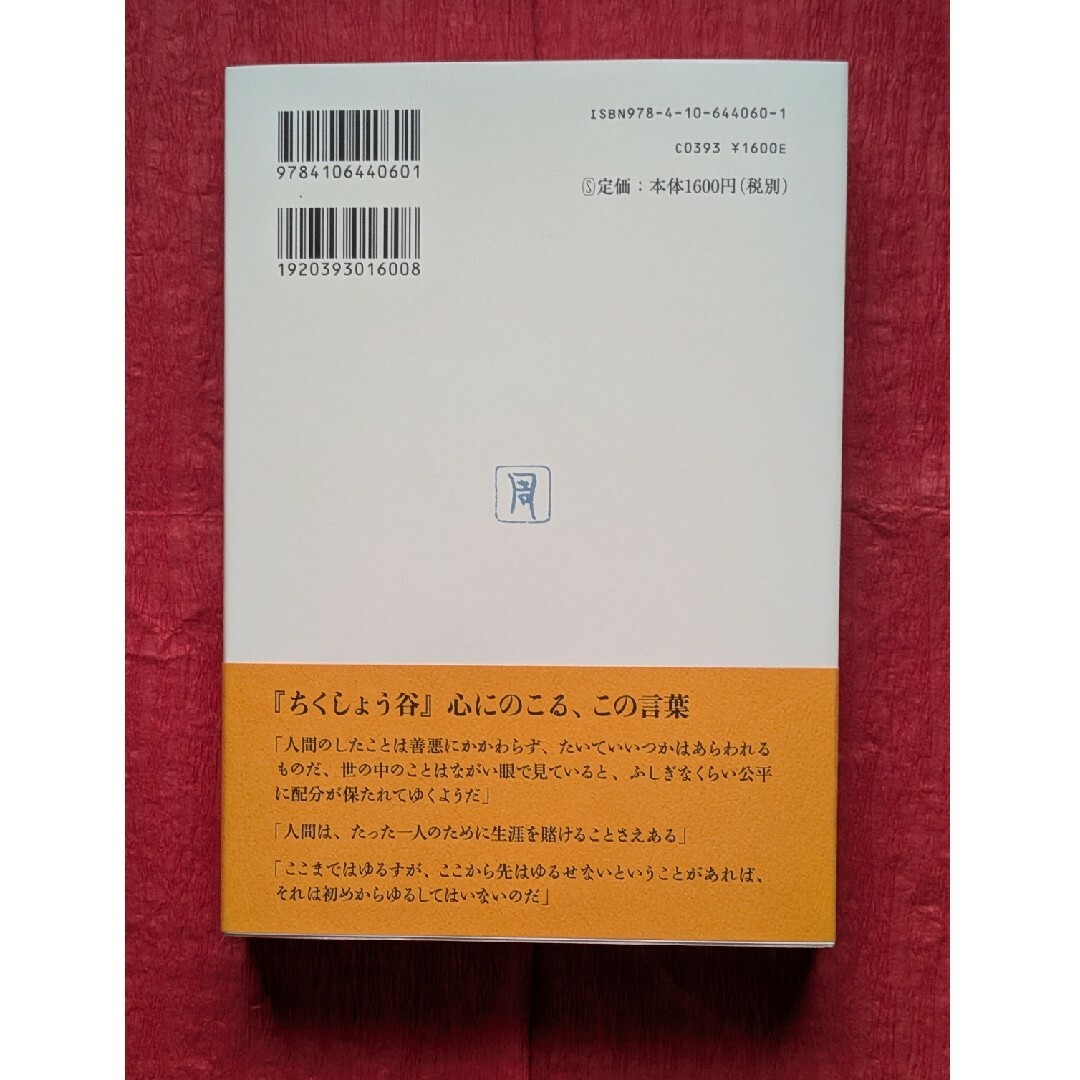 ISBN978-4-10-644060-1
C0393 ¥1600E
Ⓢ定価：本体1600円(税別)
9784106440601
1920393016008
周
『ちくしょう谷』心にのこる、この言葉
「人間のしたことは善悪にかかわらず、たいていいつかはあらわれる
ものだ、世の中のことはながい眼で見ていると、ふしぎなくらい公平
に配分が保たれてゆくようだ」
「人間は、たった一人のために生涯を賭けることさえある」
「ここまではゆるすが、ここから先はゆるせないということがあれば、
それは初めからゆるしてはいないのだ」